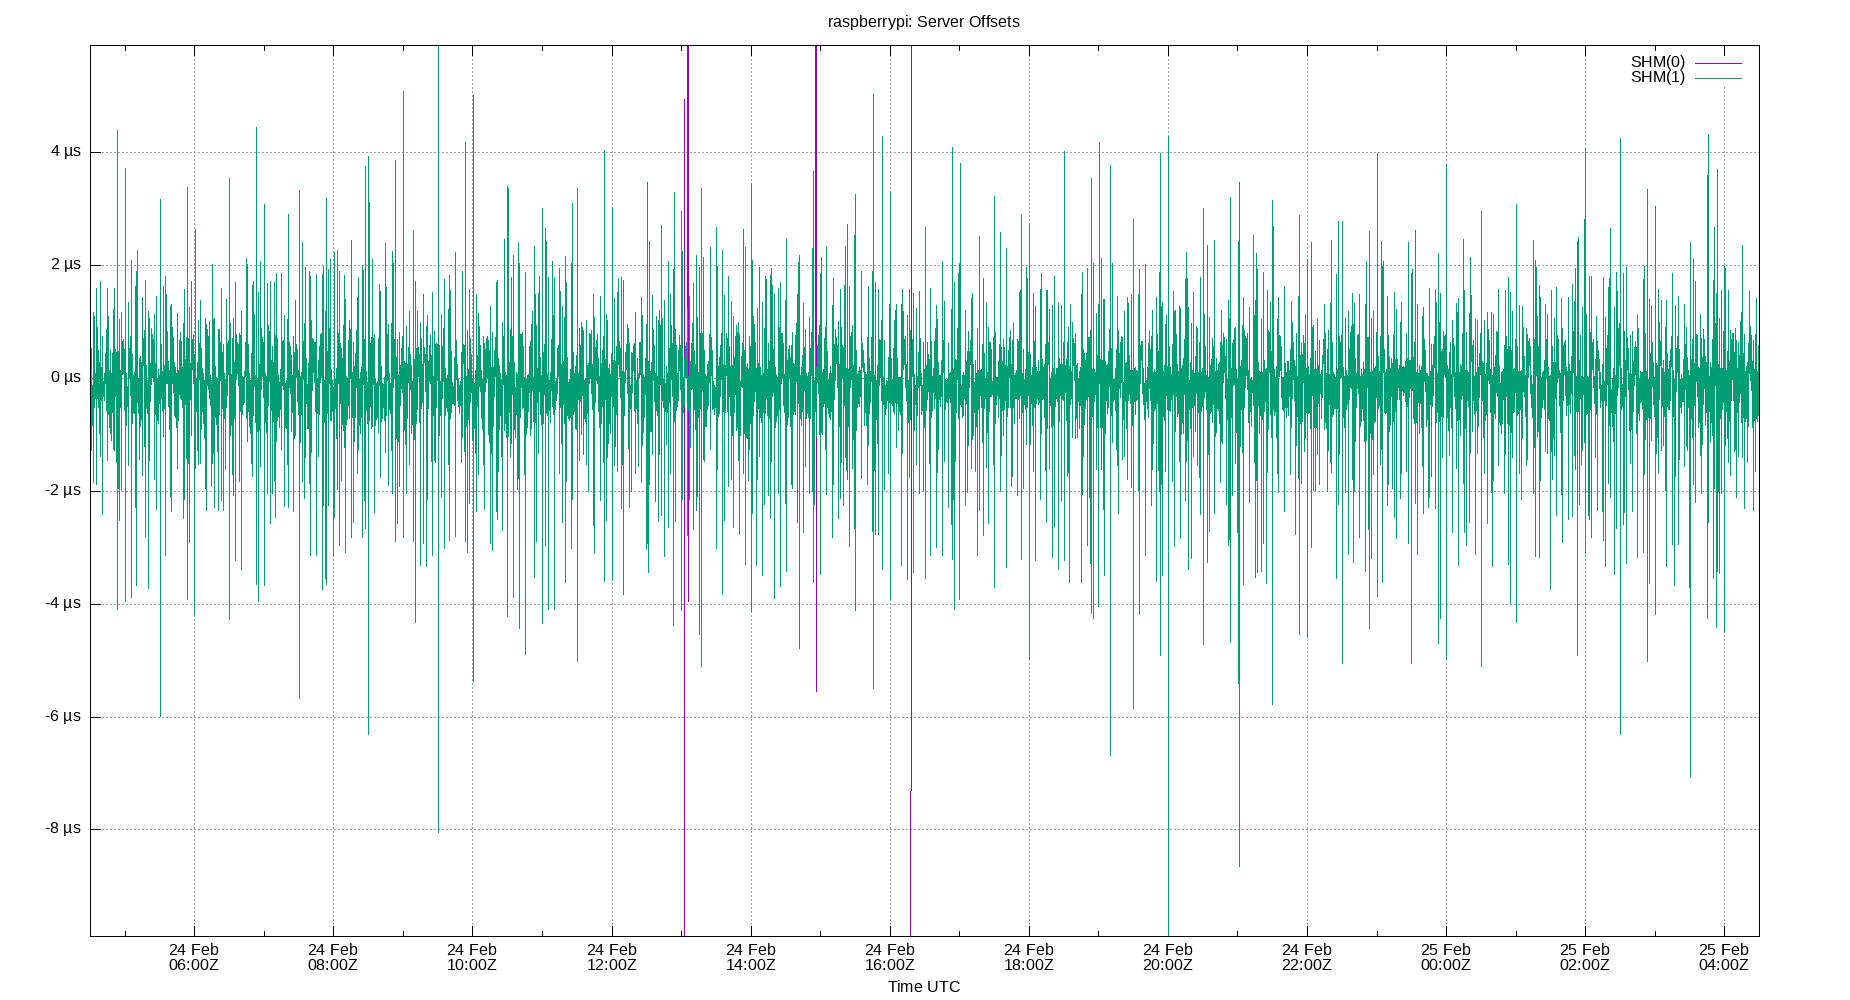 raspberrypi: Server Offsets
SHM(0)
SHM(1)
4 µs
2 µs
0 µs
-2 µs
-4 µs
-6 µs
-8 µs
24 Feb 24 Feb 24 Feb 24 Feb 24 Feb 24 Feb 24 Feb 24 Feb 24 Feb 25 Feb 25 Feb 25 Feb
06:00Z 08:00Z 10:00Z 12:00Z 14:00Z 16:00Z 18:00Z 20:00Z 22:00Z 00:00Z 02:00Z 04:00Z
Time UTC